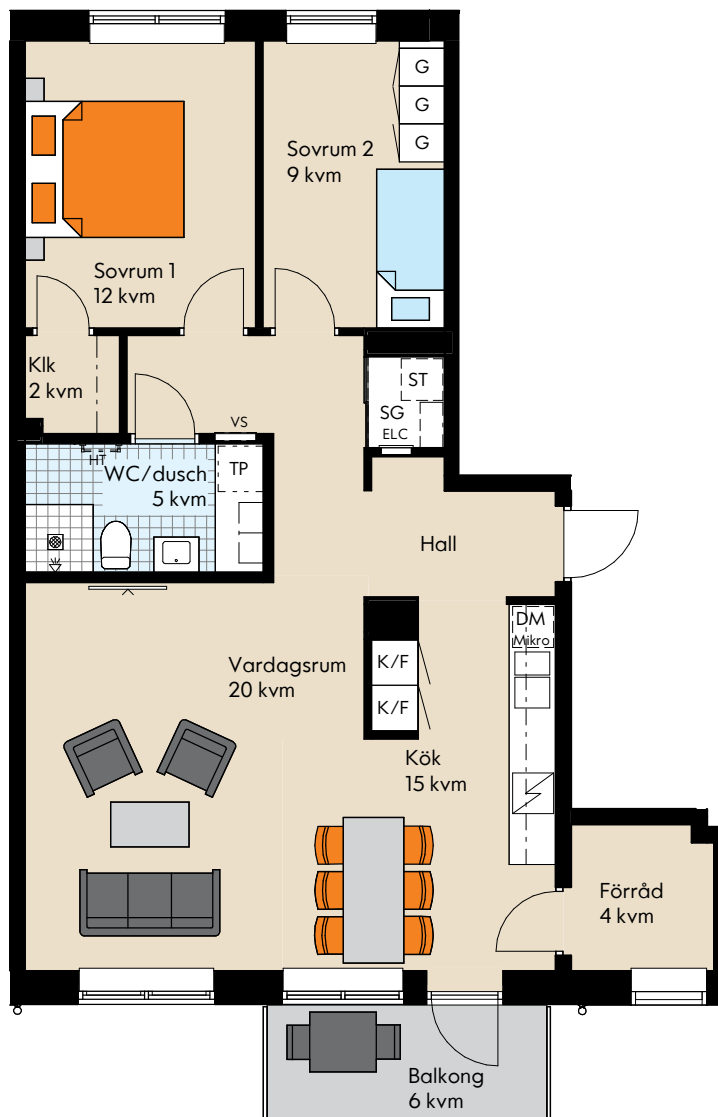 G
G
G
Sovrum 2
9 kvm
Sovrum 1
12 kvm
Klk
2 kvm
ST
SG
ELC
VS
HT
WC/dusch
5 kvm
TP
Hall
DM
Mikro
K/F
K/F
Vardagsrum
20 kvm
Kök
15 kvm
Förråd
4 kvm
Balkong
6 kvm